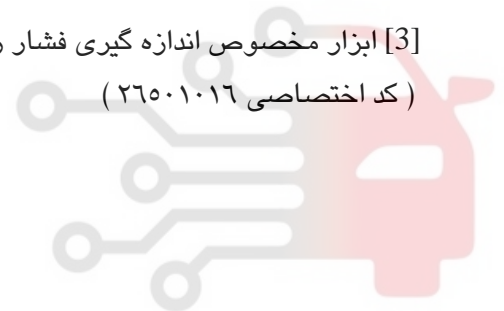 [3] ابزار مخصوص اندازه گیری فشار
( کد اختصاصی ٢٦٥٠١٠١٦ )